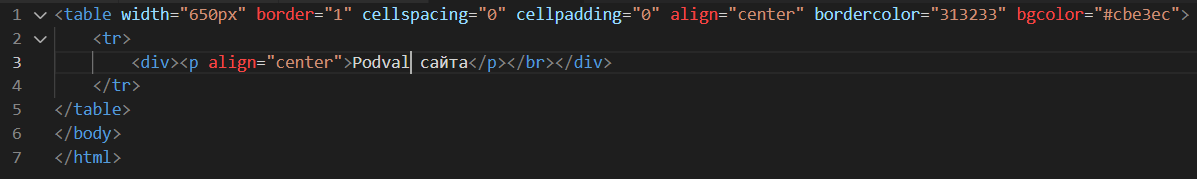 1 <table width="650px" border="1" cellspacing="0" cellpadding="0" align="center" bordercolor="313233" bgcolor="#cbe3ec">
2 <tr>
3 <div><p align="center">Podval сайта</p></br></div>
4 </tr>
5 </table>
6 </body>
7 </html>